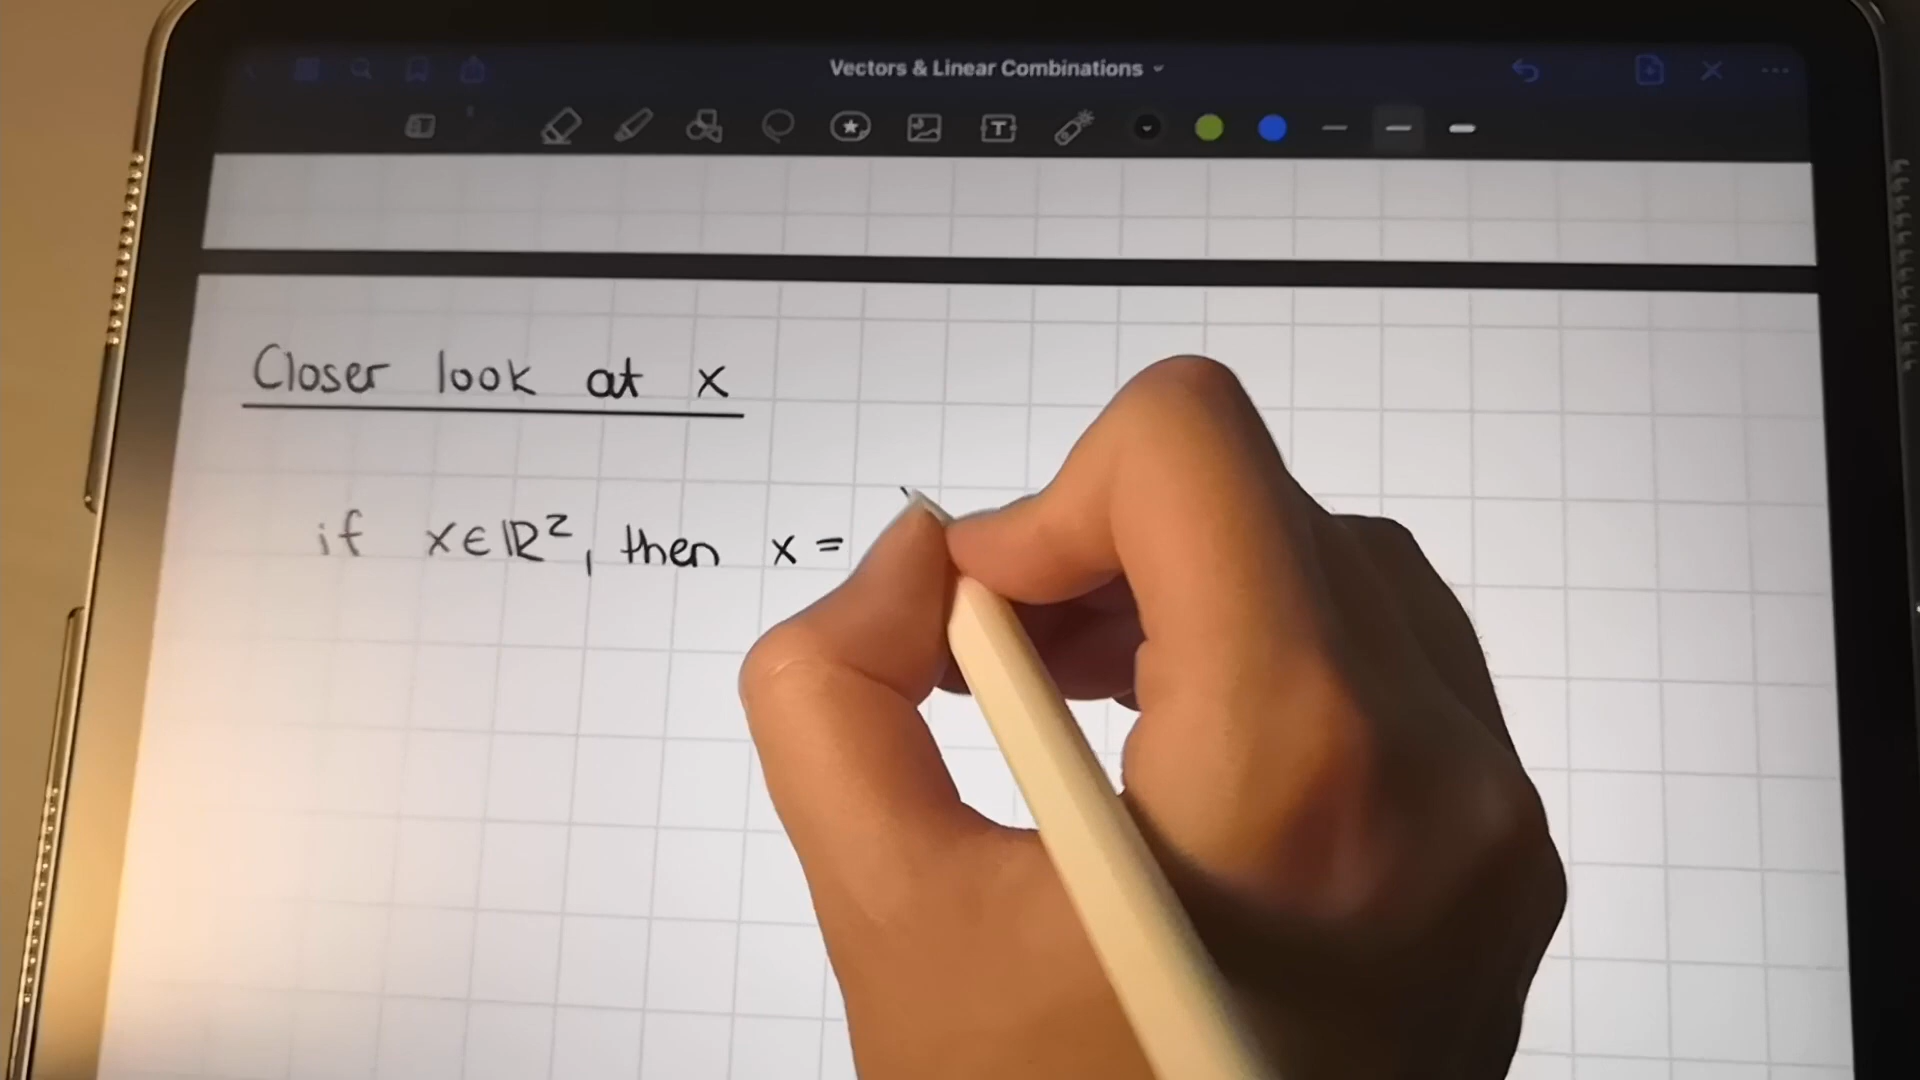 Vectors & Linear Combinations
Closer look at x
if x∈ℝ², then x =